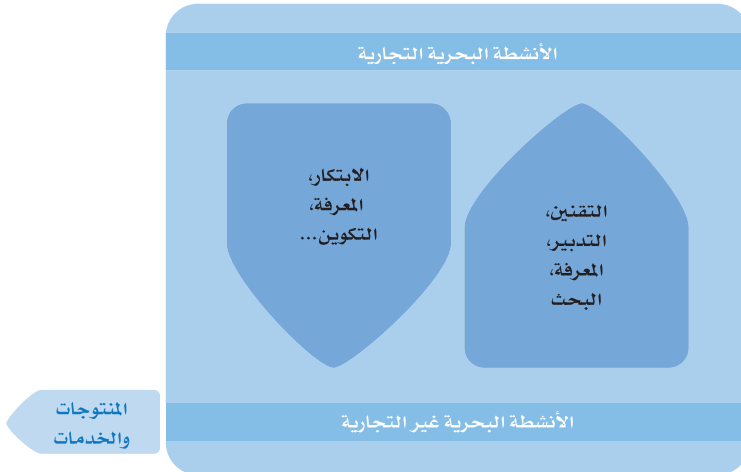 الأنشطة البحرية التجارية
التقنين،
التدبير،
المعرفة،
البحث
الابتكار،
المعرفة،
التكوين...
الأنشطة البحرية غير التجارية
المنتوجات
والخدمات